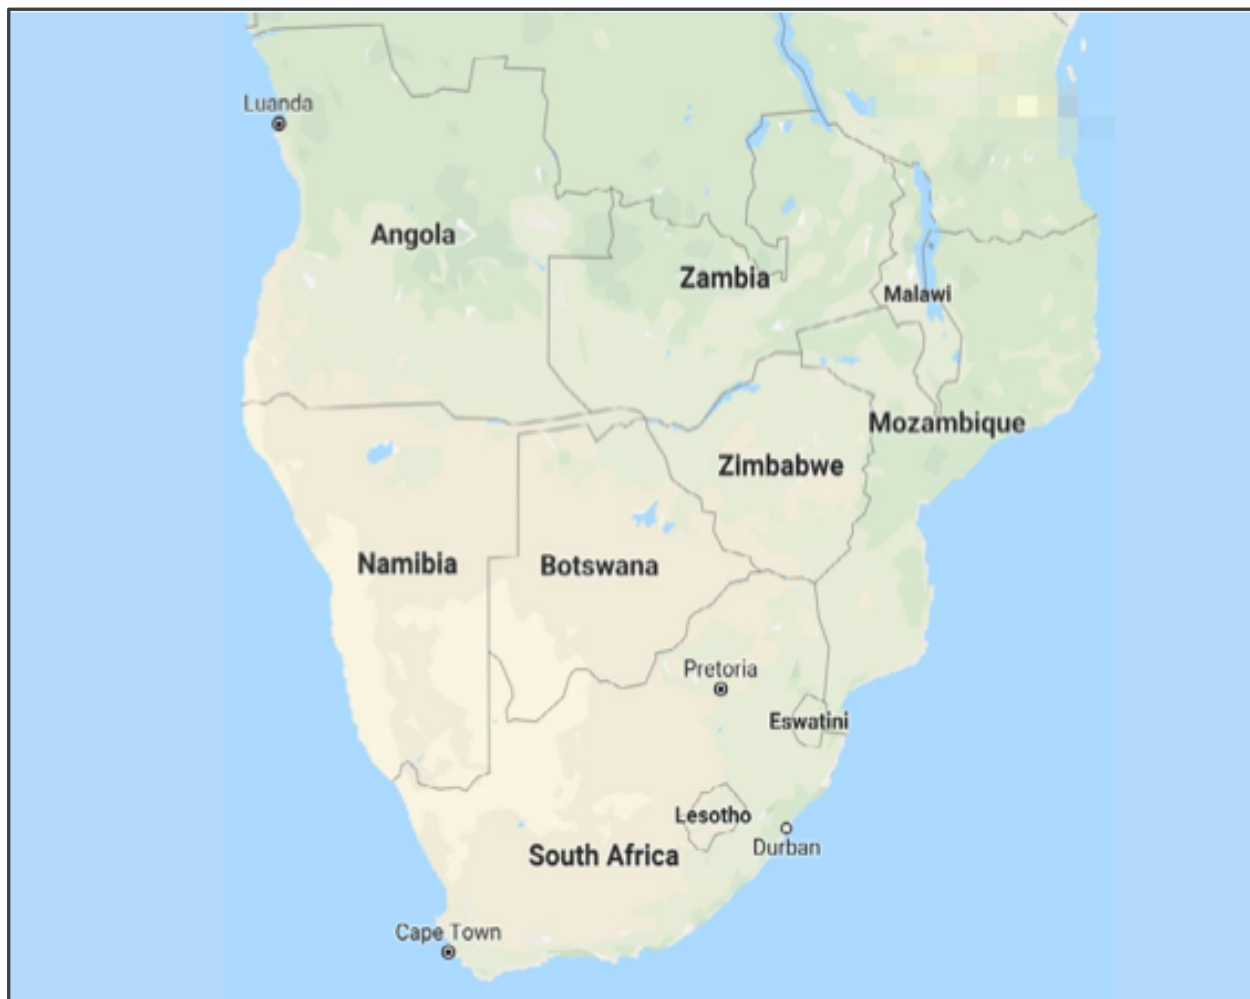 Luanda
Angola
Zambia
Malawi
Mozambique
Zimbabwe
Namibia
Botswana
Pretoria
Eswatini
Lesotho
Durban
South Africa
Cape Town